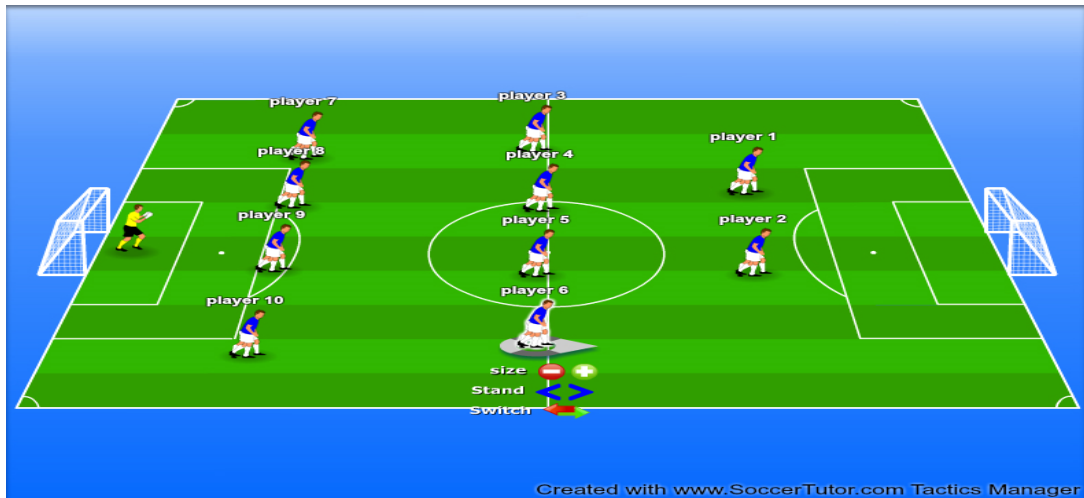 player 7
player 3
player 1
player 8
player 4
player 9
player 5
player 2
player 10
player 6
size
Stand
Switch
Created with www.SoccerTutor.com Tactics Manager